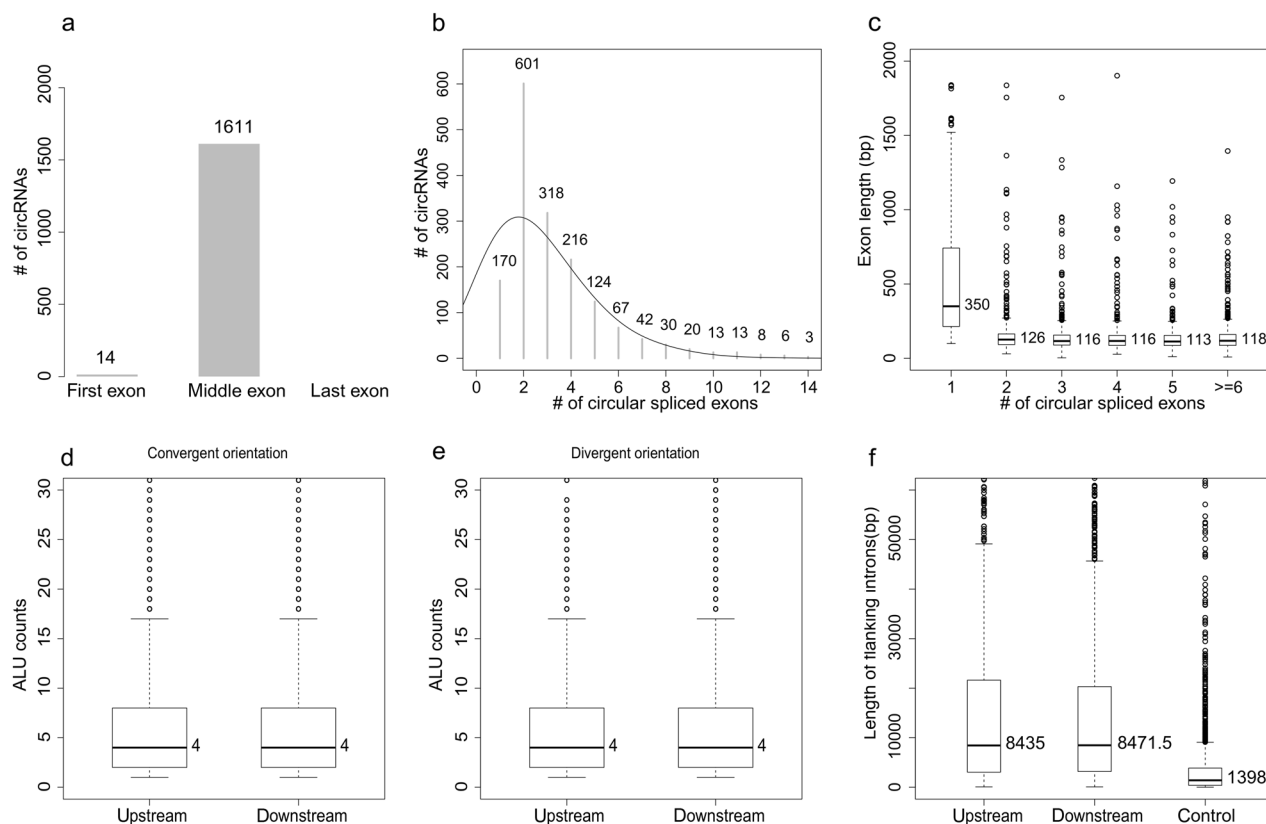 a
# of circRNAs
2000
1500
1000
500
0
14
1611
First exon
Middle exon
Last exon
b
# of circRNAs
600
500
400
300
200
100
0
170
601
318
216
124
67
42
30
20
13
13
8
6
3
0 2 4 6 8 10 12 14
# of circular spliced exons
c
Exon length (bp)
2000
1500
1000
500
0
350
126
116
116
113
118
1 2 3 4 5 >=6
# of circular spliced exons
d
Convergent orientation
ALU counts
30
25
20
15
10
5
0
4
4
Upstream
Downstream
e
Divergent orientation
ALU counts
30
25
20
15
10
5
0
4
4
Upstream
Downstream
f
Length of flanking introns(bp)
50000
30000
10000
0
8435
8471.5
1398
Upstream
Downstream
Control